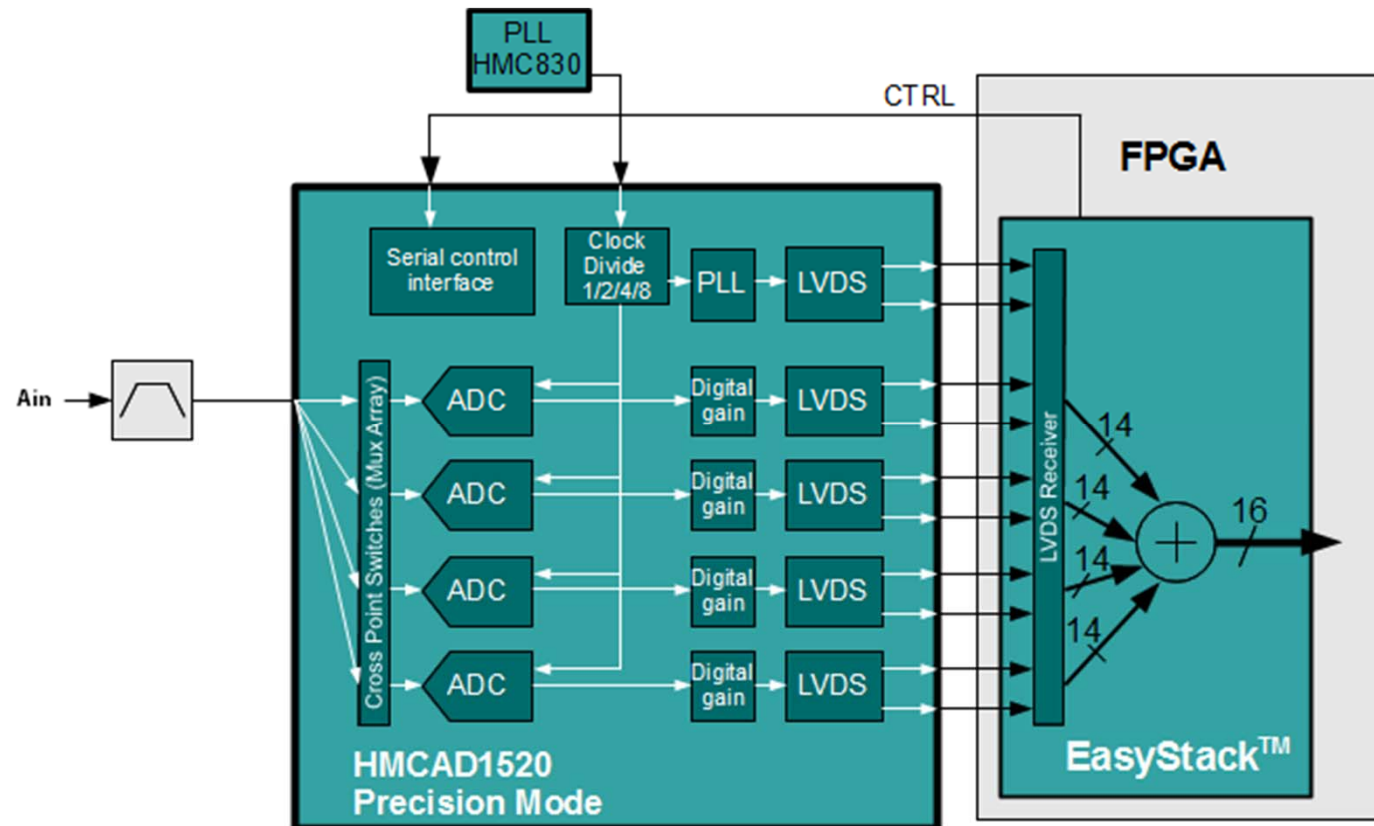 PLL
HMC830
CTRL
FPGA
Serial control
interface
Clock
Divide
1/2/4/8
PLL
LVDS
Ain
Cross Point Switches (Mux Array)
ADC
Digital
gain
LVDS
ADC
Digital
gain
LVDS
ADC
Digital
gain
LVDS
ADC
Digital
gain
LVDS
LVDS Receiver
14
14
14
14
16
HMCAD1520
Precision Mode
EasyStack™